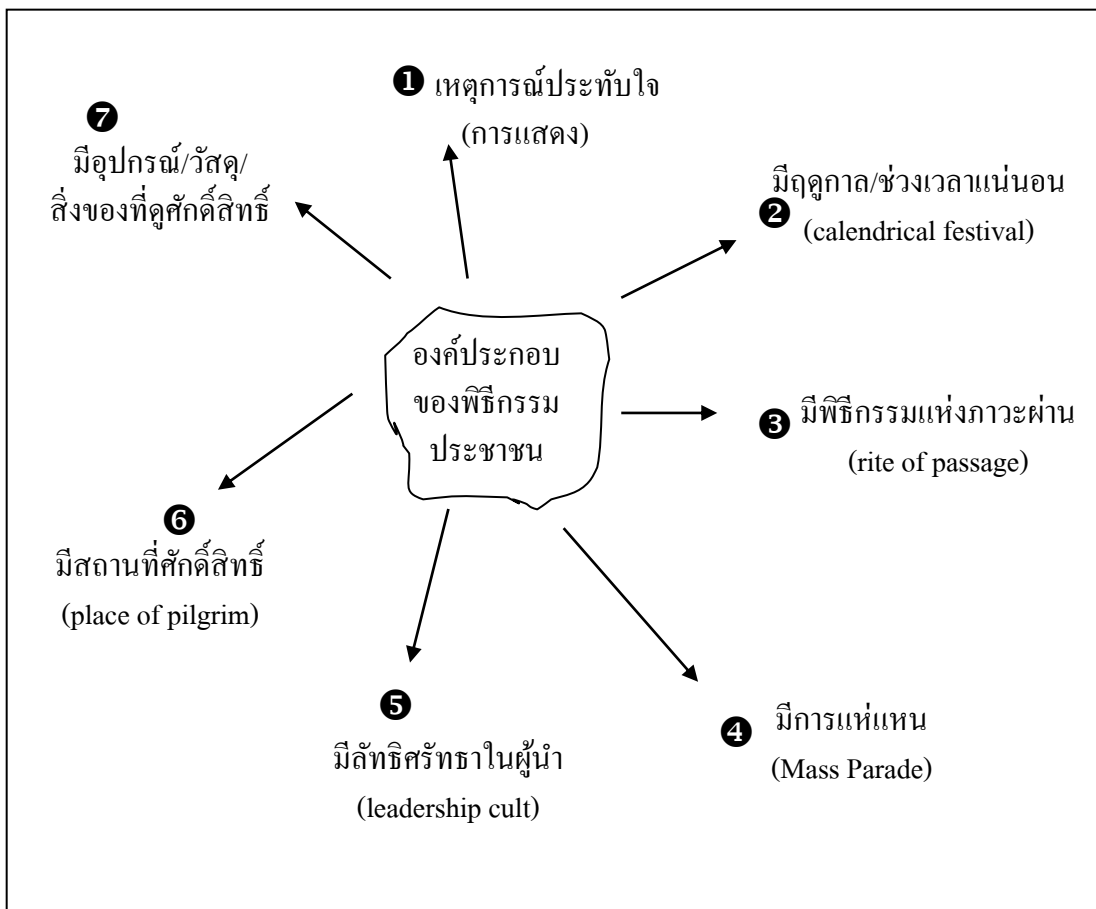 ❶ เหตุการณ์ประทับใจ
(การแสดง)
❷ มีฤดูกาล/ช่วงเวลาแน่นอน
(calendrical festival)
❸ มีพิธีกรรมแห่งภาวะผ่าน
(rite of passage)
❹ มีการแห่แหน
(Mass Parade)
❺
มีลัทธิศรัทธาในผู้นำ
(leadership cult)
❻
มีสถานที่ศักดิ์สิทธิ์
(place of pilgrim)
❼
มีอุปกรณ์/วัสดุ/
สิ่งของที่ดูศักดิ์สิทธิ์
องค์ประกอบ
ของพิธีกรรม
ประชาชน